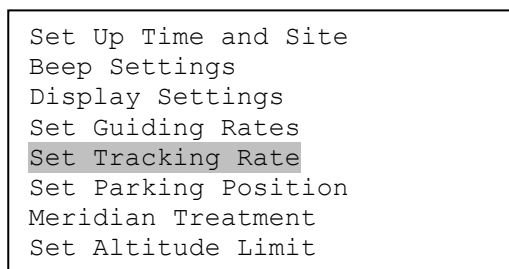 Set Up Time and Site
Beep Settings
Display Settings
Set Guiding Rates
Set Tracking Rate
Set Parking Position
Meridian Treatment
Set Altitude Limit